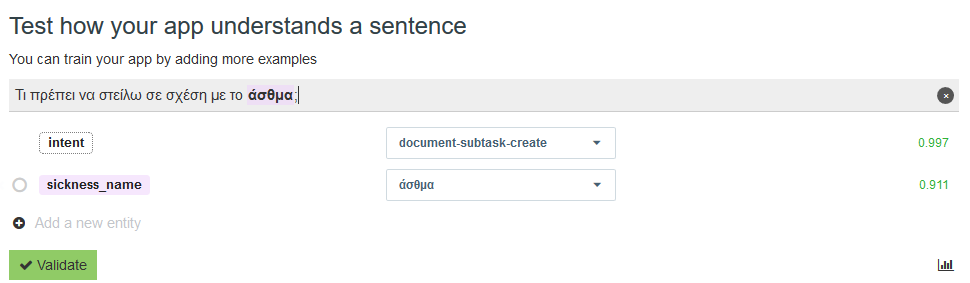 Test how your app understands a sentence
You can train your app by adding more examples
Τι πρέπει να στείλω σε σχέση με το άσθμα;
intent document-subtask-create 0.997
sickness_name άσθμα 0.911
Add a new entity
Validate